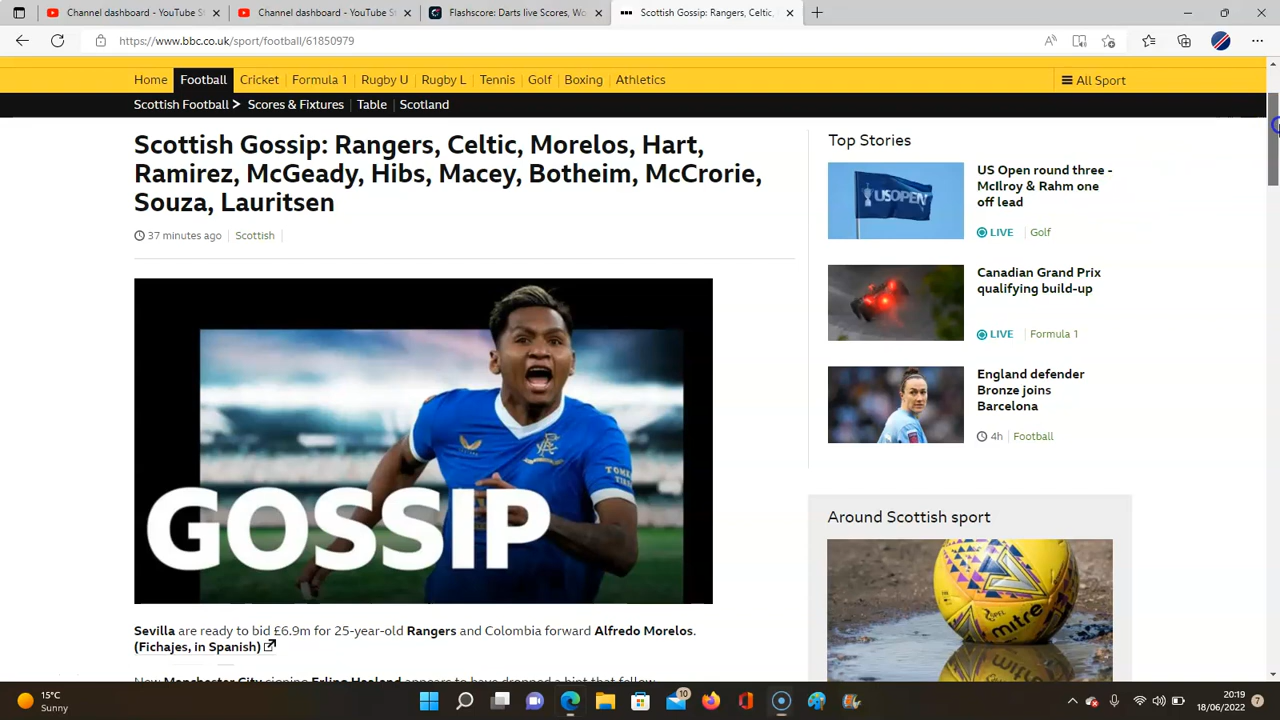 Channel dashboard - YouTube St
Channel dashboard - YouTube St
Flashscore: Darts live Scores, Wo
Scottish Gossip: Rangers, Celtic,
https://www.bbc.co.uk/sport/football/61850979
Home
Football
Cricket
Formula 1
Rugby U
Rugby L
Tennis
Golf
Boxing
Athletics
All Sport
Scottish Football >
Scores & Fixtures
Table
Scotland
Scottish Gossip: Rangers, Celtic, Morelos, Hart,
Ramirez, McGeady, Hibs, Macey, Botheim, McCrorie,
Souza, Lauritsen
37 minutes ago
Scottish
GOSSIP
Sevilla are ready to bid £6.9m for 25-year-old Rangers and Colombia forward Alfredo Morelos.
(Fichajes, in Spanish)
Top Stories
US OPEN
US Open round three -
McIlroy & Rahm one
off lead
LIVE
Golf
Canadian Grand Prix
qualifying build-up
LIVE
Formula 1
England defender
Bronze joins
Barcelona
4h
Football
Around Scottish sport
mitre
15°C
Sunny
10
20:19
18/06/2022
7